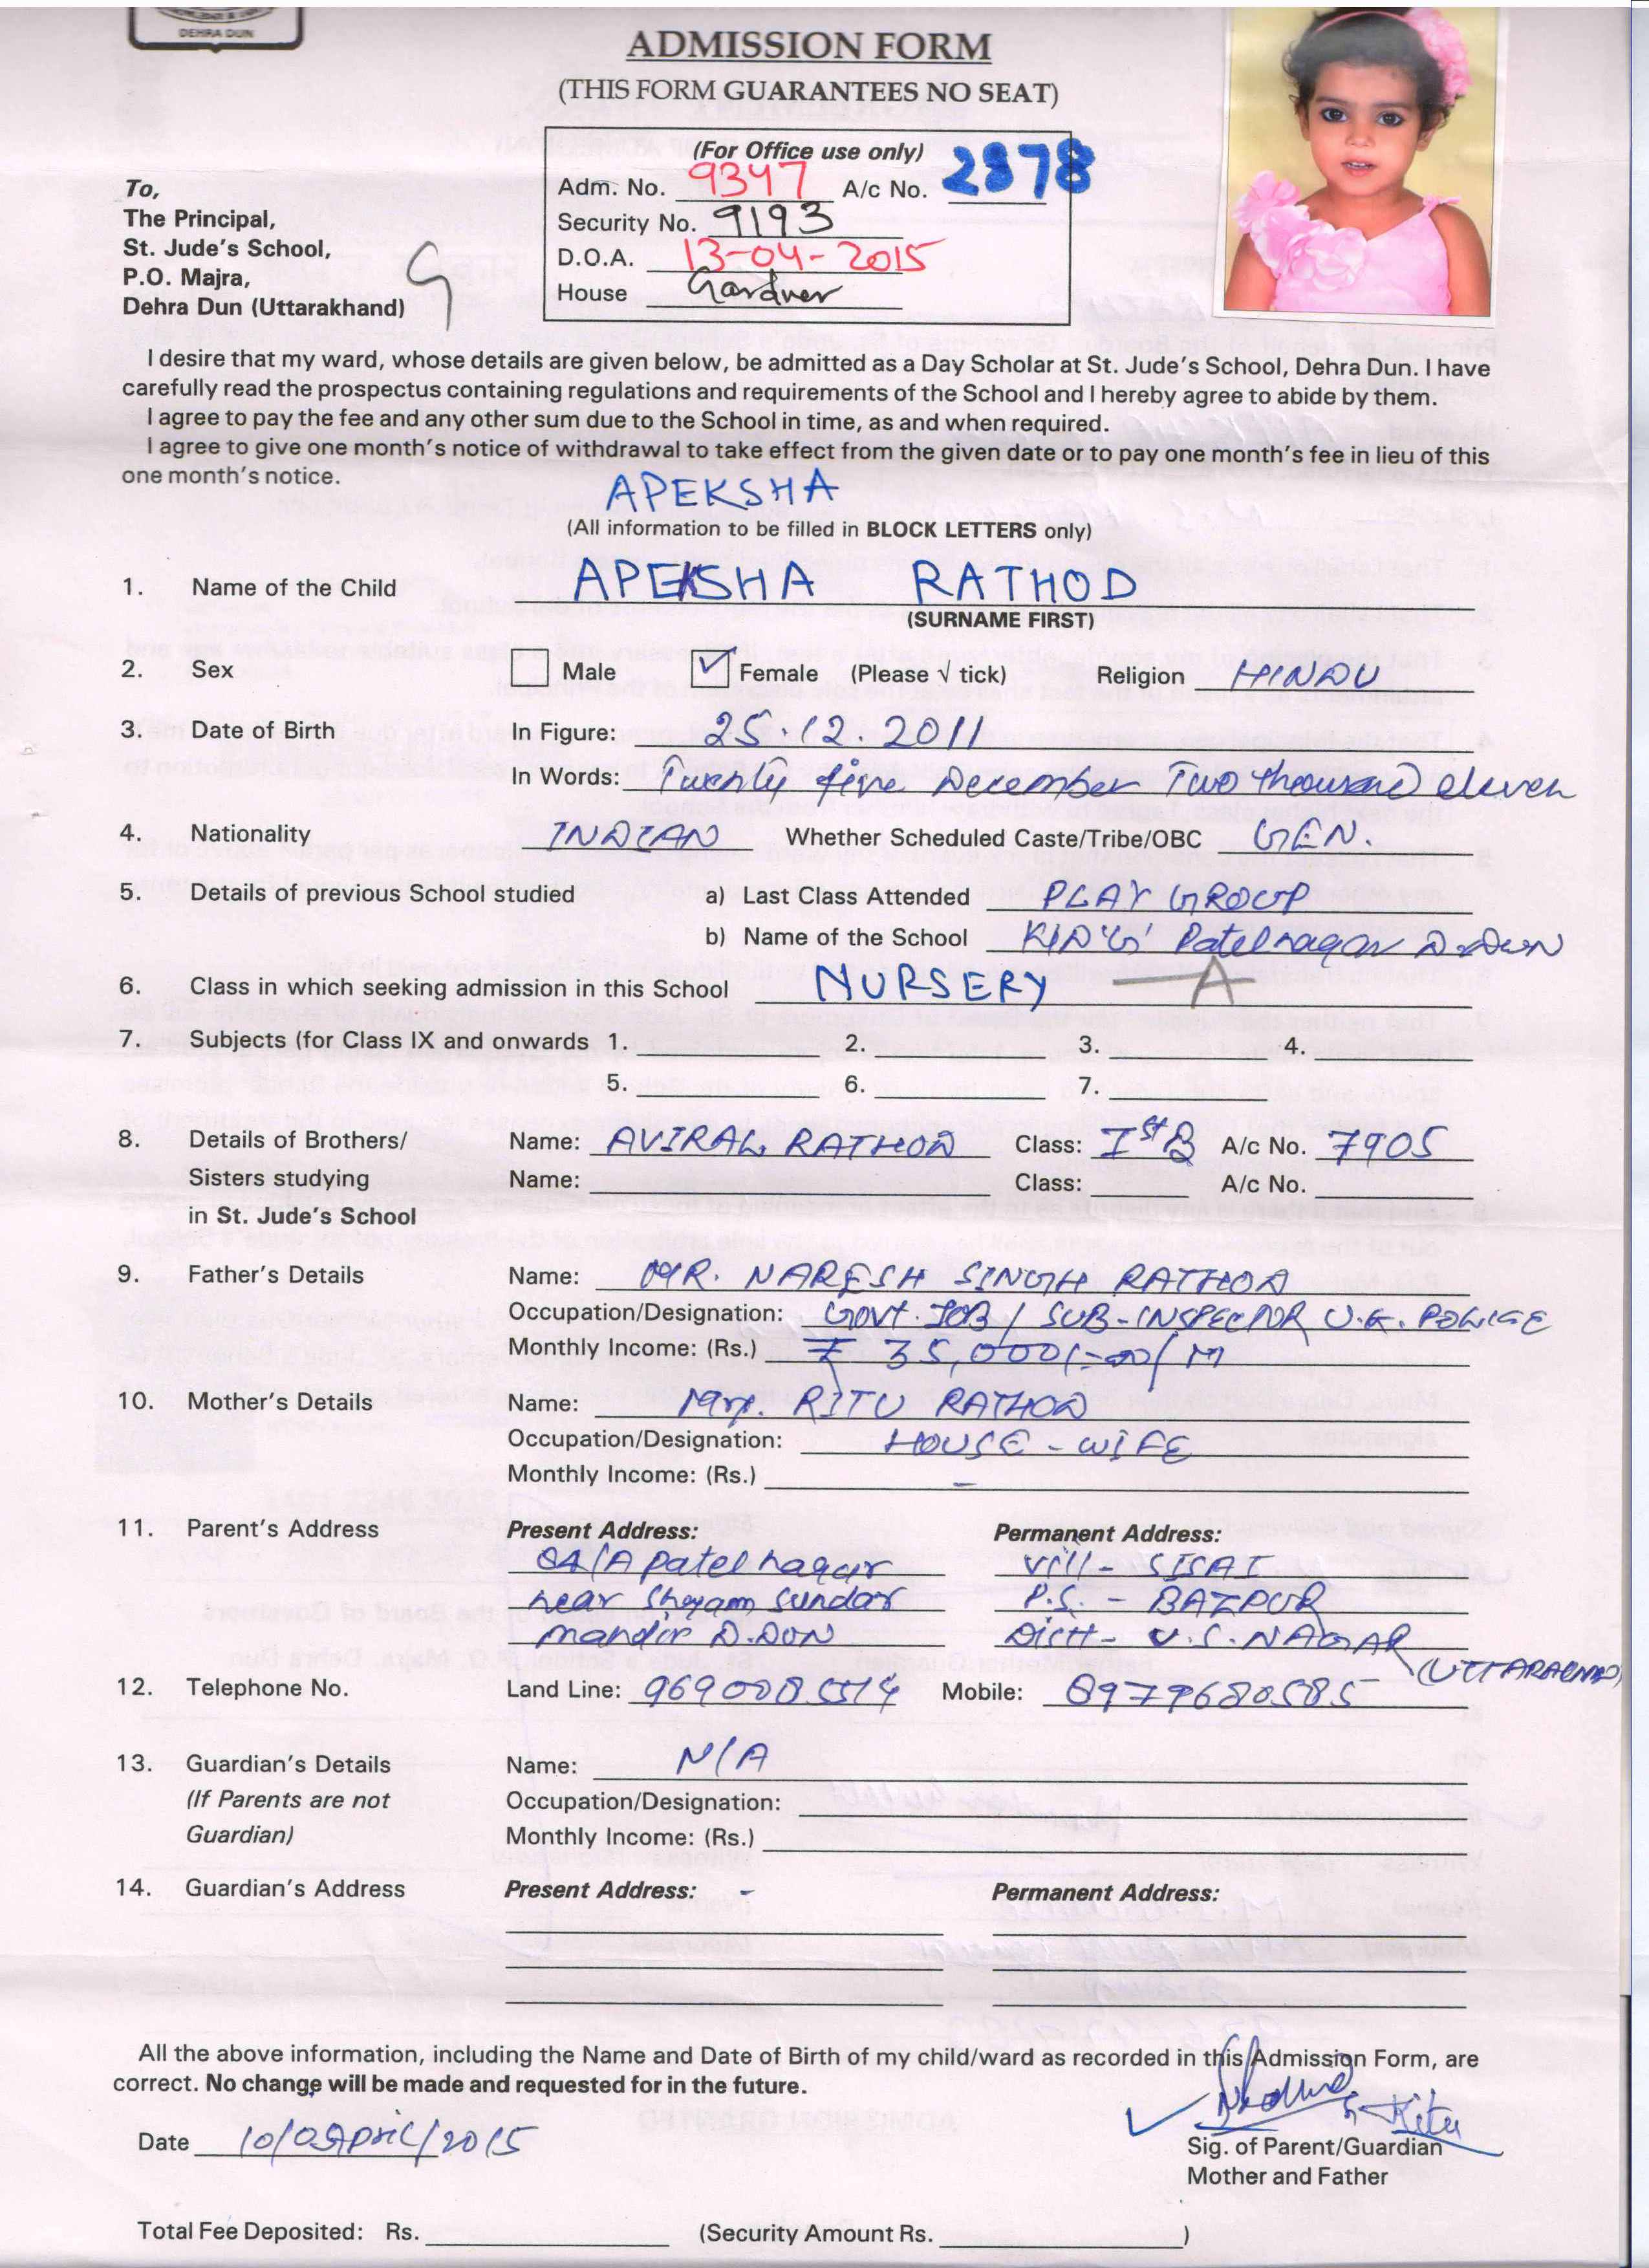 DEHRA DUN
ADMISSION FORM
(THIS FORM GUARANTEES NO SEAT)
(For Office use only)
Adm. No. 9347 A/c No. 2878
Security No. 9193
D.O.A. 13-04-2015
House Gardner
To,
The Principal,
St. Jude's School,
P.O. Majra,
Dehra Dun (Uttarakhand)
G
I desire that my ward, whose details are given below, be admitted as a Day Scholar at St. Jude's School, Dehra Dun. I have
carefully read the prospectus containing regulations and requirements of the School and I hereby agree to abide by them.
I agree to pay the fee and any other sum due to the School in time, as and when required.
I agree to give one month's notice of withdrawal to take effect from the given date or to pay one month's fee in lieu of this
one month's notice.
APEKSHA
(All information to be filled in BLOCK LETTERS only)
1. Name of the Child APEKSHA RATHOD
(SURNAME FIRST)
2. Sex Male Female (Please √ tick) Religion HINDU
3. Date of Birth In Figure: 25.12.2011
In Words: Twenty five December Two thousand eleven
4. Nationality INDIAN Whether Scheduled Caste/Tribe/OBC GEN.
5. Details of previous School studied a) Last Class Attended PLAY GROUP
b) Name of the School KID'G' Patel nagar D.DUN
6. Class in which seeking admission in this School NURSERY — A
7. Subjects (for Class IX and onwards 1. 2. 3. 4.
5. 6. 7.
8. Details of Brothers/ Name: AVIRAL RATHOD Class: Ist B A/c No. 7905
Sisters studying Name: Class: A/c No.
in St. Jude's School
9. Father's Details Name: MR. NARESH SINGH RATHOD
Occupation/Designation: GOVT. JOB / SUB-INSPECTOR U.K. POLICE
Monthly Income: (Rs.) ₹ 35,000/=00/M
10. Mother's Details Name: Mrs. RITU RATHOD
Occupation/Designation: HOUSE-WIFE
Monthly Income: (Rs.) -
11. Parent's Address Present Address: Permanent Address:
84/A patel nagar Vill- SISAI
near Shyam Sundar P.S. - BAZPUR
mandir D.DUN Distt- U.S. NAGAR
(UTTARAKHAND)
12. Telephone No. Land Line: 9690085514 Mobile: 8979680585
13. Guardian's Details Name: N/A
(If Parents are not Occupation/Designation:
Guardian) Monthly Income: (Rs.)
14. Guardian's Address Present Address: - Permanent Address:
All the above information, including the Name and Date of Birth of my child/ward as recorded in this Admission Form, are
correct. No change will be made and requested for in the future.
Date 10/April/2015
Ritu
Sig. of Parent/Guardian
Mother and Father
Total Fee Deposited: Rs. (Security Amount Rs. )